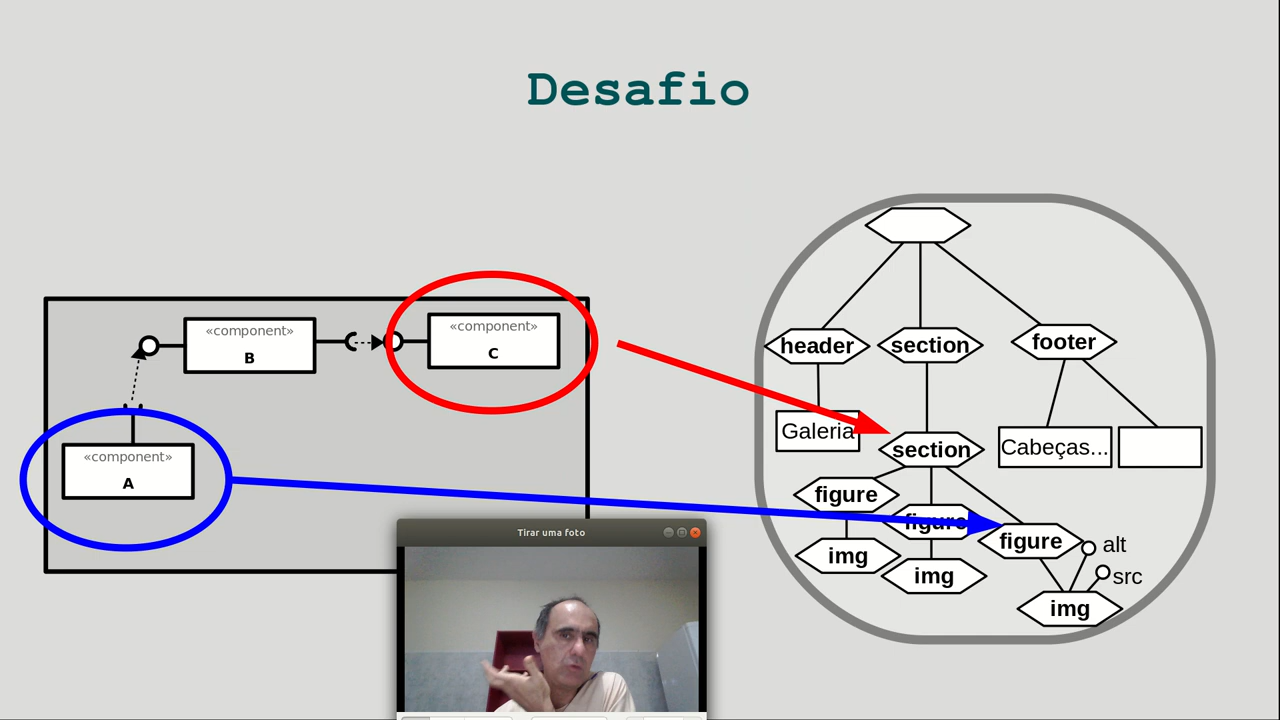 Desafio
«component»
B
«component»
C
«component»
A
header
section
footer
Galeria
section
Cabeças...
figure
figure
figure
alt
img
img
src
img
Tirar uma foto